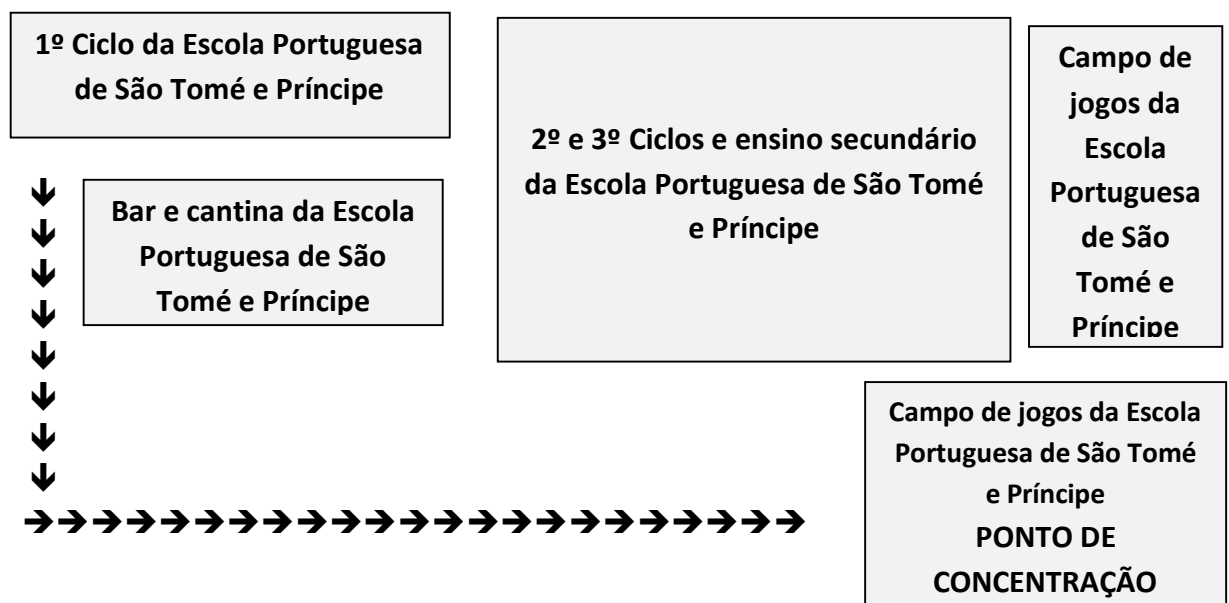 1º Ciclo da Escola Portuguesa
de São Tomé e Príncipe
2º e 3º Ciclos e ensino secundário
da Escola Portuguesa de São Tomé
e Príncipe
Campo de
jogos da
Escola
Portuguesa
de São
Tomé e
Príncipe
Bar e cantina da Escola
Portuguesa de São
Tomé e Príncipe
Campo de jogos da Escola
Portuguesa de São Tomé
e Príncipe
PONTO DE
CONCENTRAÇÃO